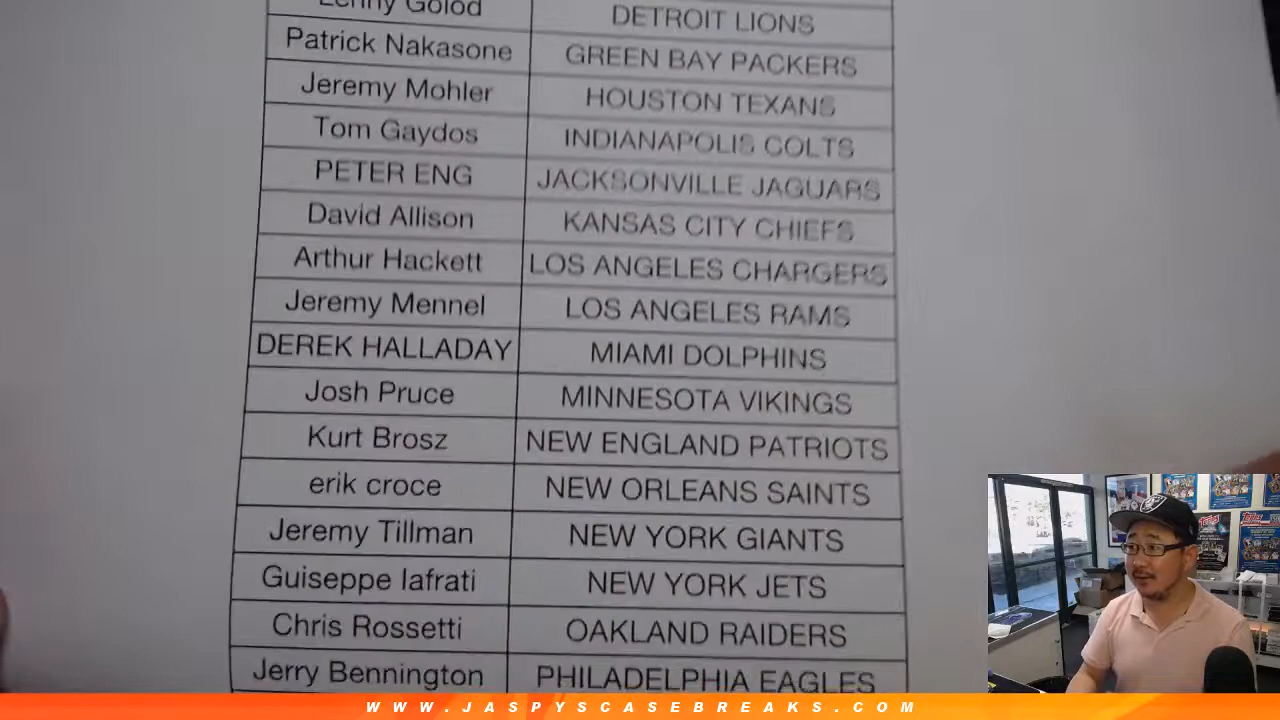 Lenny Golod DETROIT LIONS
Patrick Nakasone GREEN BAY PACKERS
Jeremy Mohler HOUSTON TEXANS
Tom Gaydos INDIANAPOLIS COLTS
PETER ENG JACKSONVILLE JAGUARS
David Allison KANSAS CITY CHIEFS
Arthur Hackett LOS ANGELES CHARGERS
Jeremy Mennel LOS ANGELES RAMS
DEREK HALLADAY MIAMI DOLPHINS
Josh Pruce MINNESOTA VIKINGS
Kurt Brosz NEW ENGLAND PATRIOTS
erik croce NEW ORLEANS SAINTS
Jeremy Tillman NEW YORK GIANTS
Guiseppe Iafrati NEW YORK JETS
Chris Rossetti OAKLAND RAIDERS
Jerry Bennington PHILADELPHIA EAGLES
WWW.JASPYSCASEBREAKS.COM